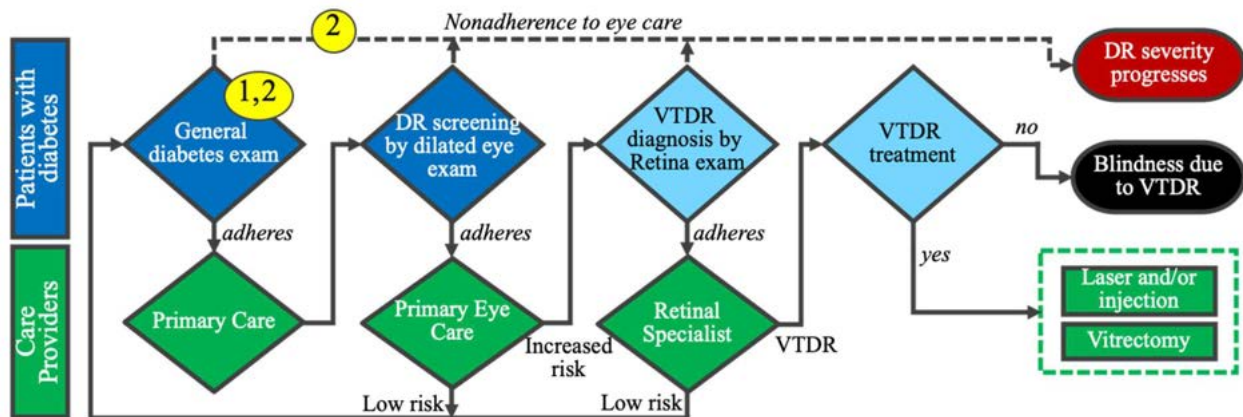 2
Nonadherence to eye care
Patients with
diabetes
1,2
General
diabetes exam
DR screening
by dilated eye
exam
VTDR
diagnosis by
Retina exam
VTDR
treatment
no
DR severity
progresses
Blindness due
to VTDR
adheres
adheres
adheres
yes
Care
Providers
Primary Care
Primary Eye
Care
Increased
risk
Retinal
Specialist
VTDR
Laser and/or
injection
Vitrectomy
Low risk
Low risk